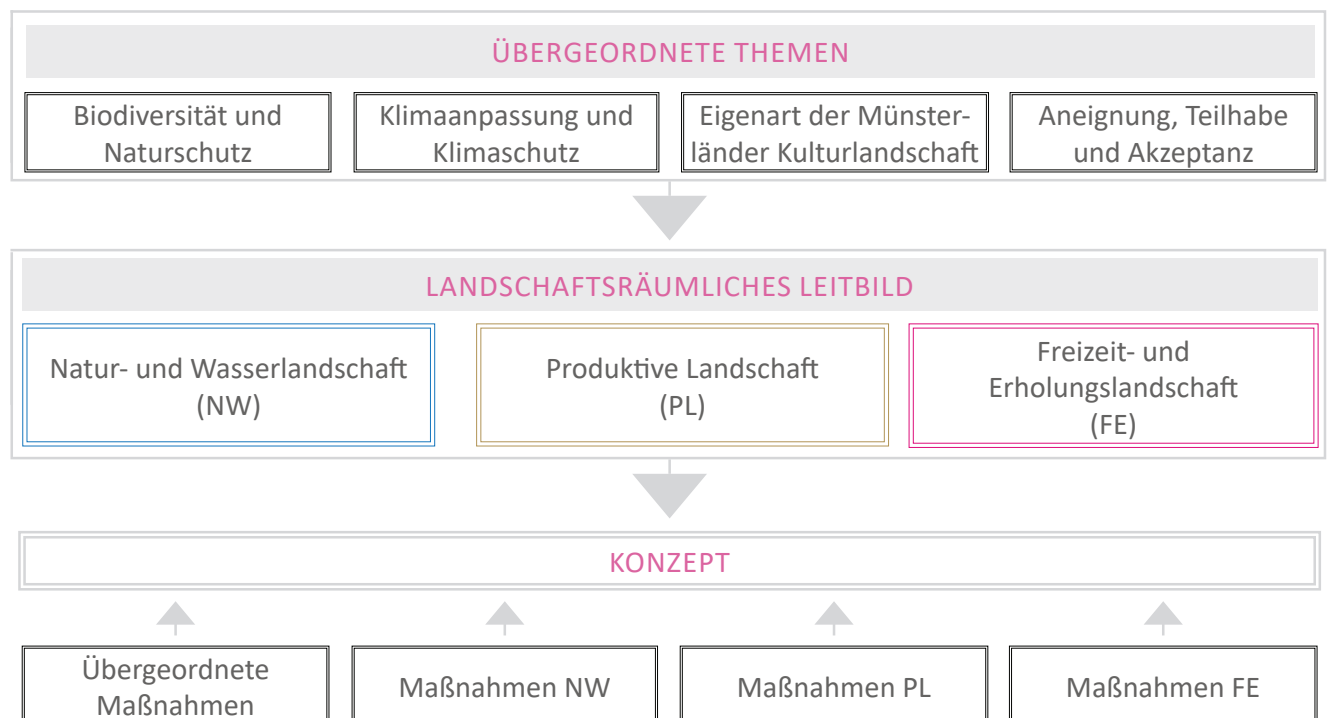 ÜBERGEORDNETE THEMEN
Biodiversität und
Naturschutz
Klimaanpassung und
Klimaschutz
Eigenart der Münster-
länder Kulturlandschaft
Aneignung, Teilhabe
und Akzeptanz
LANDSCHAFTSRÄUMLICHES LEITBILD
Natur- und Wasserlandschaft
(NW)
Produktive Landschaft
(PL)
Freizeit- und
Erholungslandschaft
(FE)
KONZEPT
Übergeordnete
Maßnahmen
Maßnahmen NW
Maßnahmen PL
Maßnahmen FE